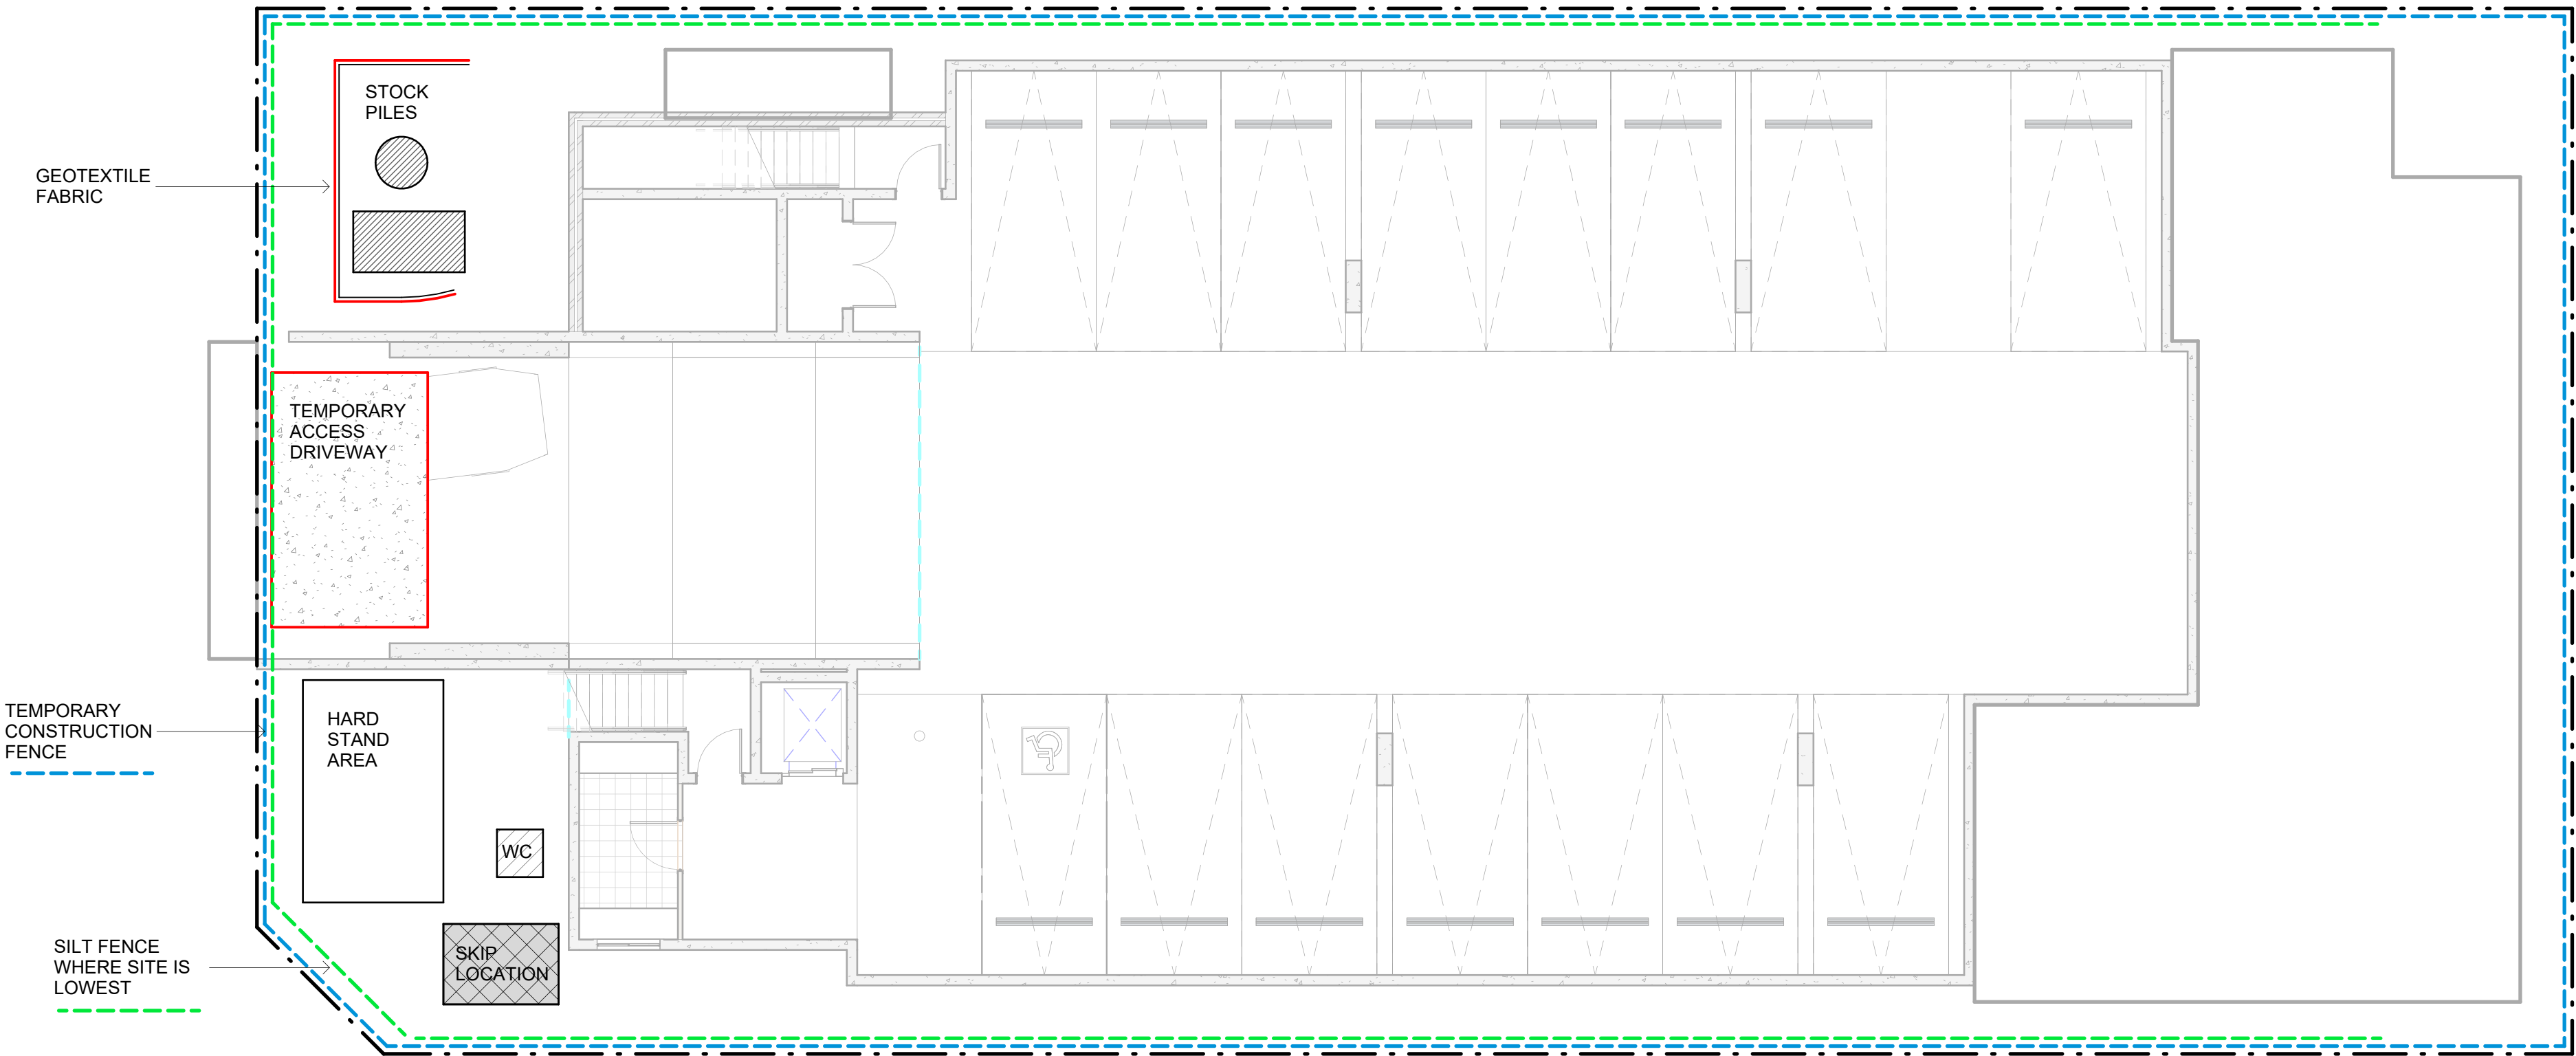 STOCK
PILES
GEOTEXTILE
FABRIC
TEMPORARY
ACCESS
DRIVEWAY
TEMPORARY
CONSTRUCTION
FENCE
HARD
STAND
AREA
WC
SILT FENCE
WHERE SITE IS
LOWEST
SKIP
LOCATION